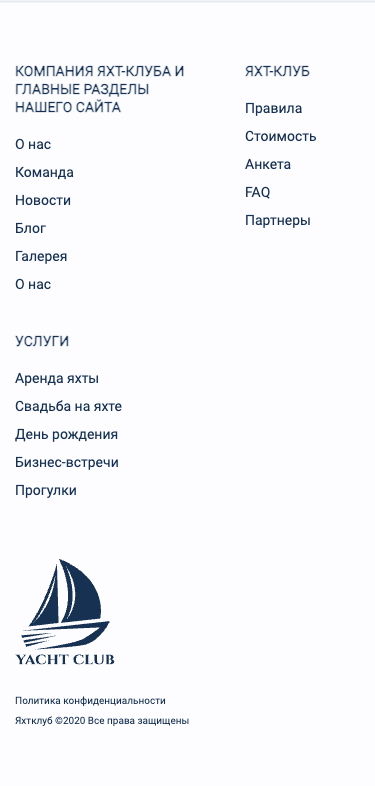 КОМПАНИЯ ЯХТ-КЛУБА И
ГЛАВНЫЕ РАЗДЕЛЫ
НАШЕГО САЙТА
О нас
Команда
Новости
Блог
Галерея
О нас
ЯХТ-КЛУБ
Правила
Стоимость
Анкета
FAQ
Партнеры
УСЛУГИ
Аренда яхты
Свадьба на яхте
День рождения
Бизнес-встречи
Прогулки
YACHT CLUB
Политика конфиденциальности
Яхтклуб ©2020 Все права защищены